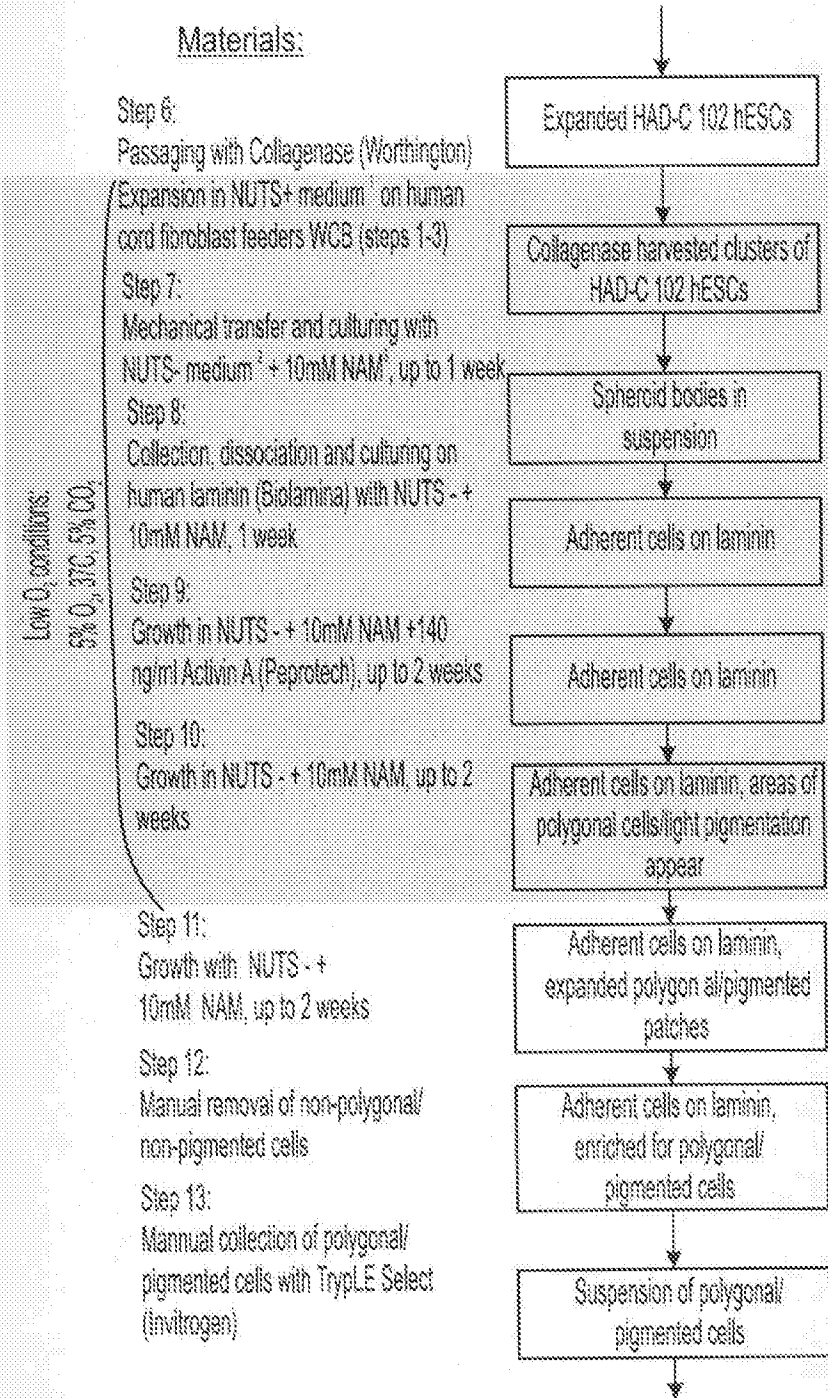 Materials:
Step 6:
Passaging with Collagenase (Worthington)
Expansion in NUTS+ medium¹ on human
cord fibroblast feeders WCB (steps 1-3)
Step 7:
Mechanical transfer and culturing with
NUTS- medium² + 10mM NAM, up to 1 week
Step 8:
Collection, dissociation and culturing on
human laminin (Biolamina) with NUTS - +
10mM NAM, 1 week
Step 9:
Growth in NUTS - + 10mM NAM +140
ng/ml Activin A (Peprotech), up to 2 weeks
Step 10:
Growth in NUTS - + 10mM NAM, up to 2
weeks
Step 11:
Growth with NUTS - +
10mM NAM, up to 2 weeks
Step 12:
Manual removal of non-polygonal/
non-pigmented cells
Step 13:
Mannual collection of polygonal/
pigmented cells with TrypLE Select
(Invitrogen)
Low O₂ conditions:
5% O₂, 37C, 5% CO₂
Expanded HAD-C 102 hESCs
Collagenase harvested clusters of
HAD-C 102 hESCs
Spheroid bodies in
suspension
Adherent cells on laminin
Adherent cells on laminin
Adherent cells on laminin, areas of
polygonal cells/light pigmentation
appear
Adherent cells on laminin,
expanded polygon al/pigmented
patches
Adherent cells on laminin,
enriched for polygonal/
pigmented cells
Suspension of polygonal/
pigmented cells